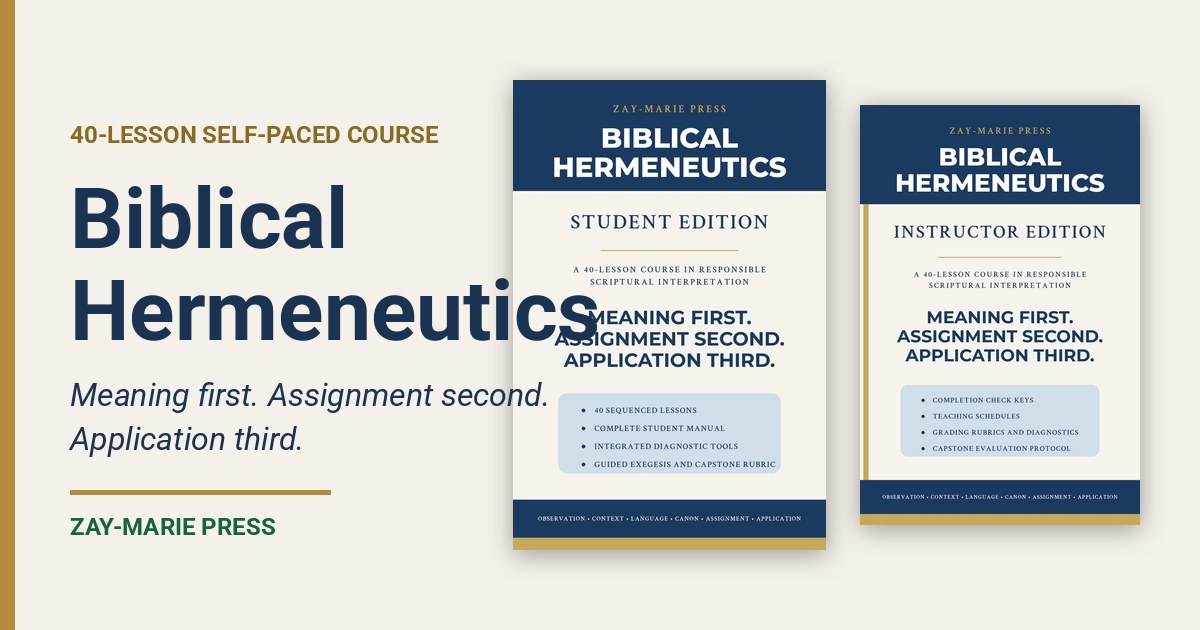 40-LESSON SELF-PACED COURSE
Biblical
Hermeneutics
Meaning first. Assignment second.
Application third.
ZAY-MARIE PRESS
ZAY-MARIE PRESS
BIBLICAL
HERMENEUTICS
STUDENT EDITION
A 40-LESSON COURSE IN RESPONSIBLE
SCRIPTURAL INTERPRETATION
MEANING FIRST.
ASSIGNMENT SECOND.
APPLICATION THIRD.
• 40 SEQUENCED LESSONS
• COMPLETE STUDENT MANUAL
• INTEGRATED DIAGNOSTIC TOOLS
• GUIDED EXEGESIS AND CAPSTONE RUBRIC
OBSERVATION • CONTEXT • LANGUAGE • CANON • ASSIGNMENT • APPLICATION
ZAY-MARIE PRESS
BIBLICAL
HERMENEUTICS
INSTRUCTOR EDITION
A 40-LESSON COURSE IN RESPONSIBLE
SCRIPTURAL INTERPRETATION
MEANING FIRST.
ASSIGNMENT SECOND.
APPLICATION THIRD.
• COMPLETION CHECK KEYS
• TEACHING SCHEDULES
• GRADING RUBRICS AND DIAGNOSTICS
• CAPSTONE EVALUATION PROTOCOL
OBSERVATION • CONTEXT • LANGUAGE • CANON • ASSIGNMENT • APPLICATION